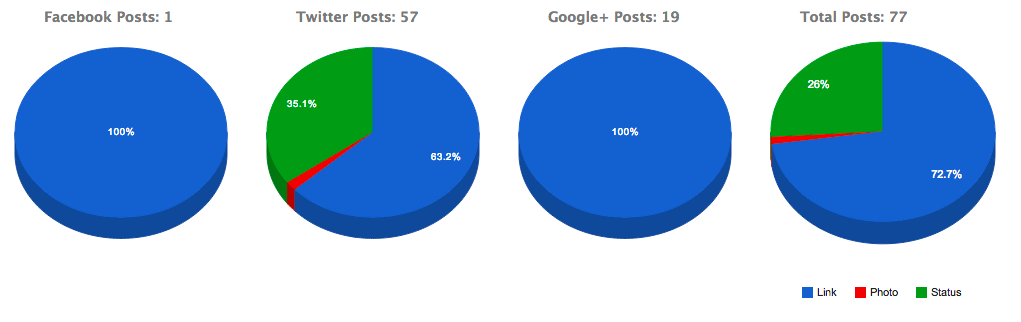 Facebook Posts: 1
Twitter Posts: 57
Google+ Posts: 19
Total Posts: 77
100%
35.1%
63.2%
100%
26%
72.7%
Link
Photo
Status